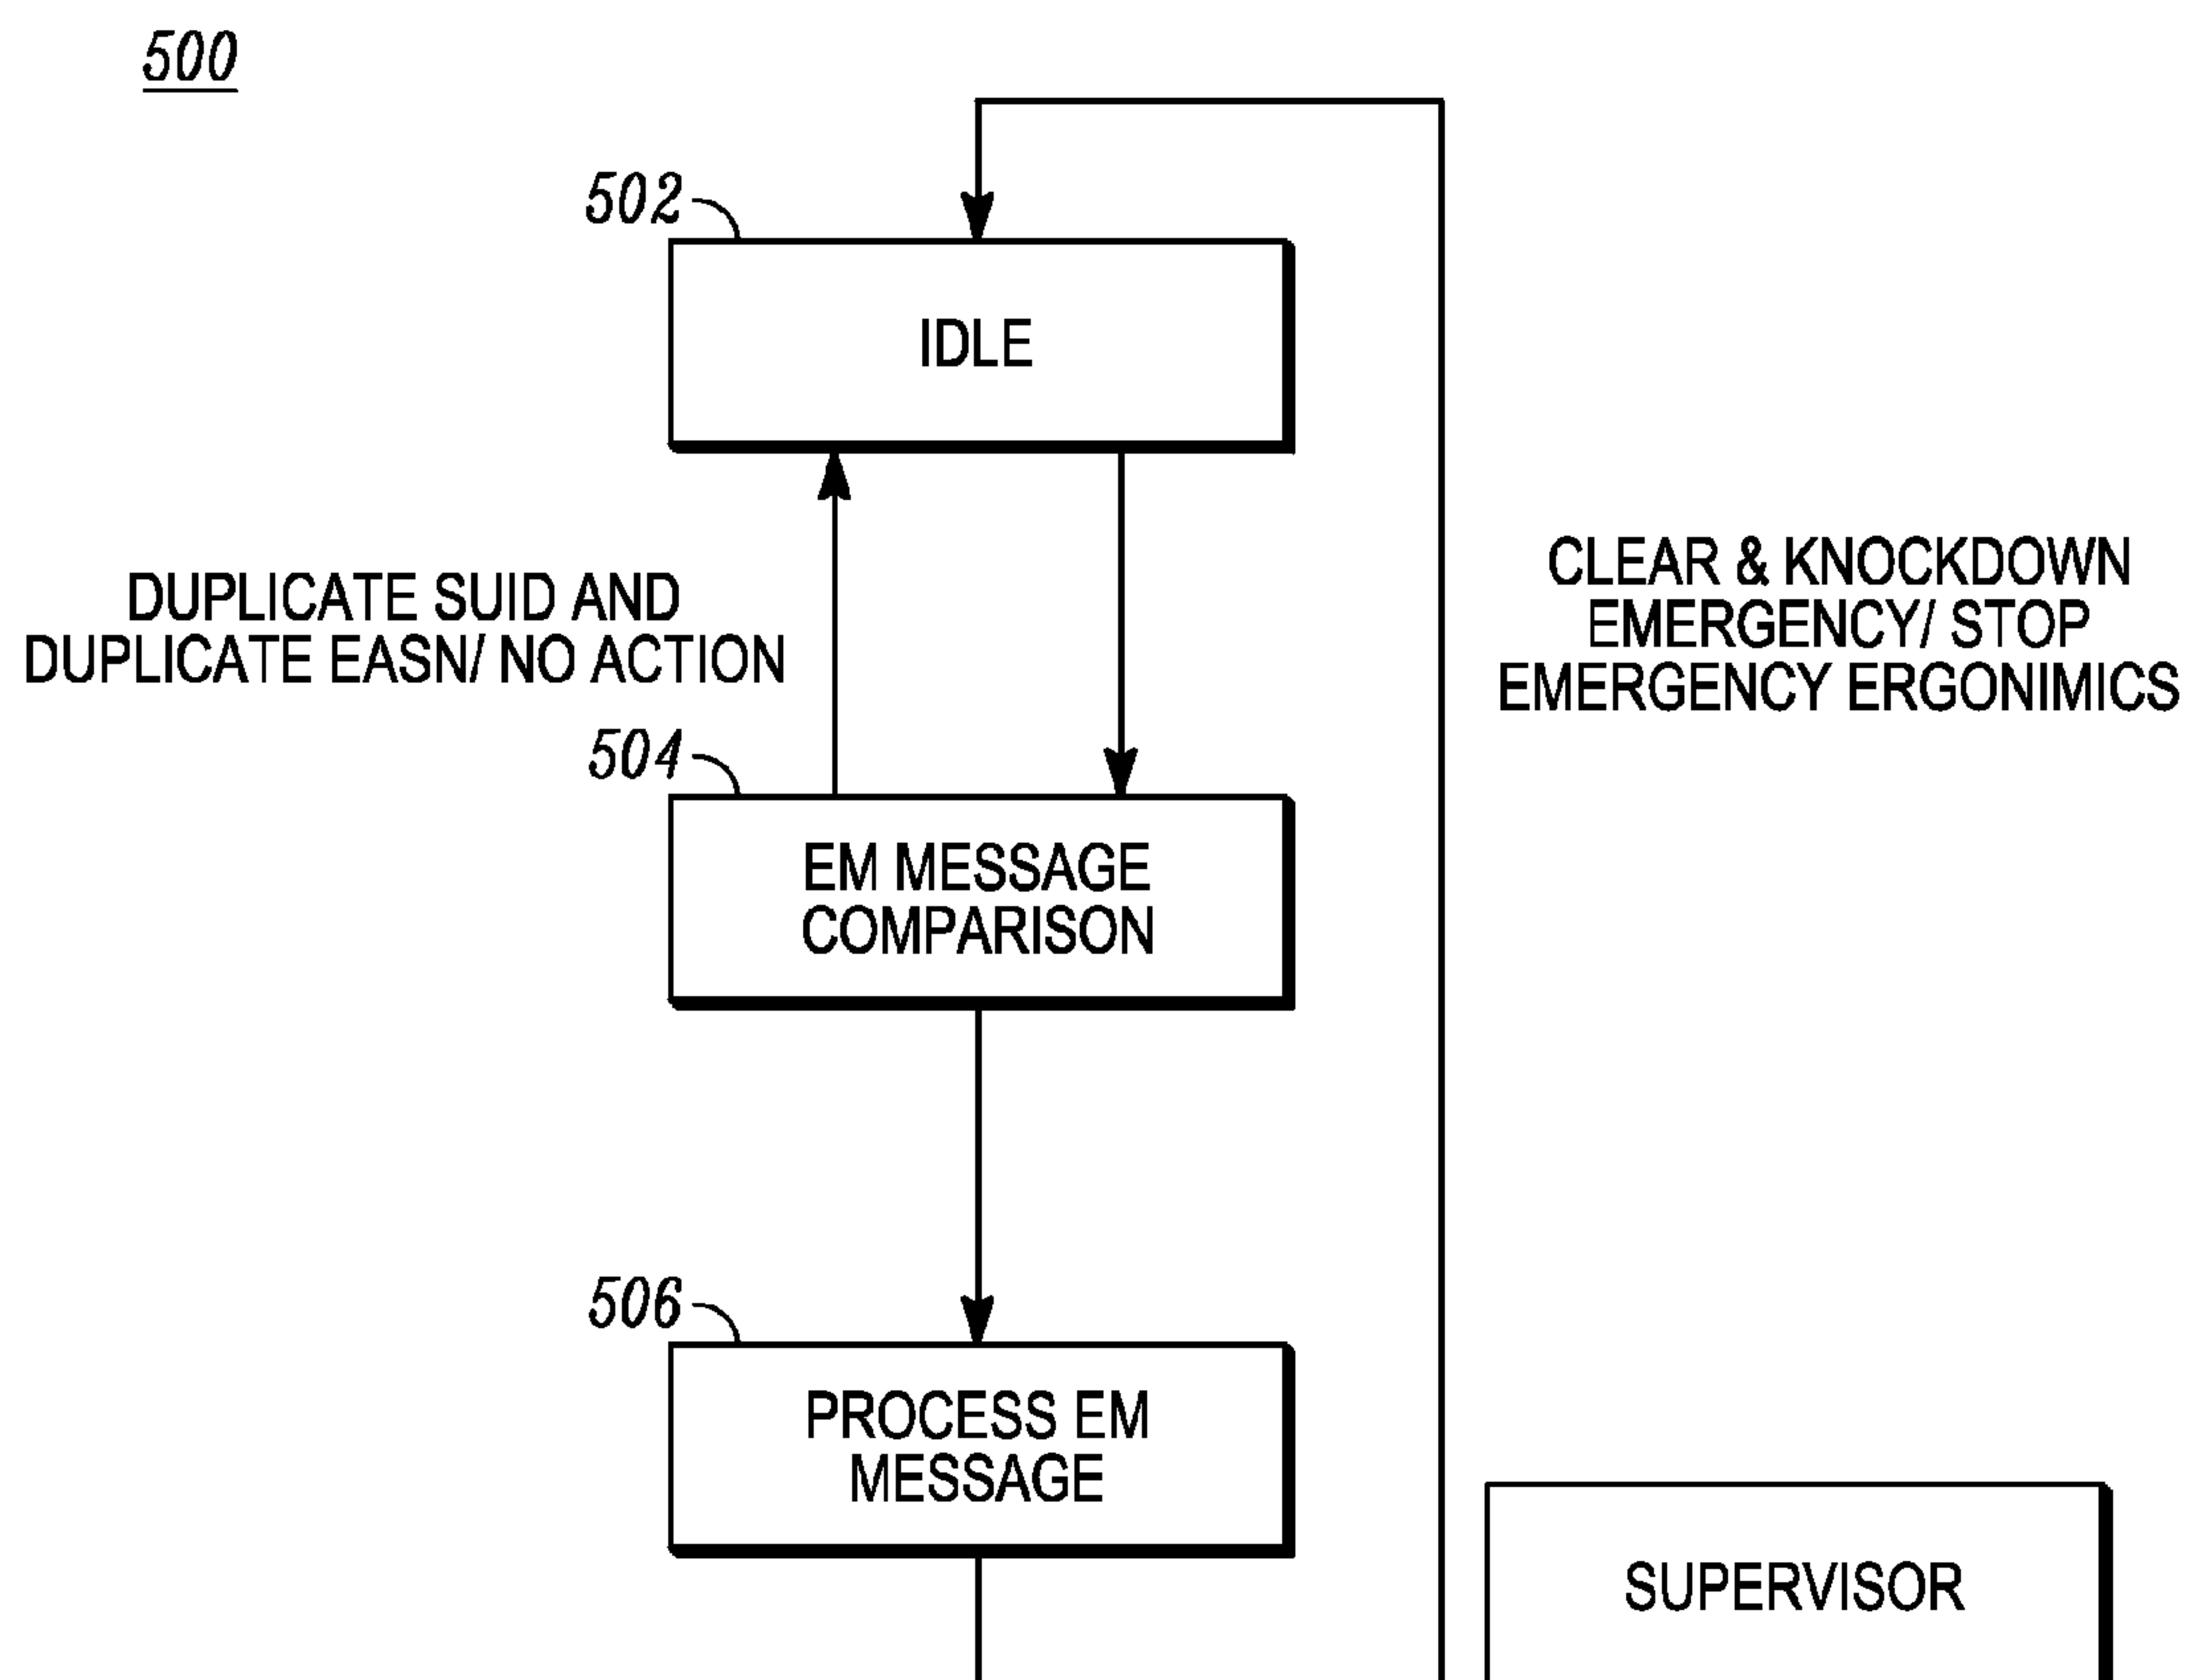 500
502
IDLE
DUPLICATE SUID AND
DUPLICATE EASN/ NO ACTION
CLEAR & KNOCKDOWN
EMERGENCY/ STOP
EMERGENCY ERGONIMICS
504
EM MESSAGE
COMPARISON
506
PROCESS EM
MESSAGE
SUPERVISOR